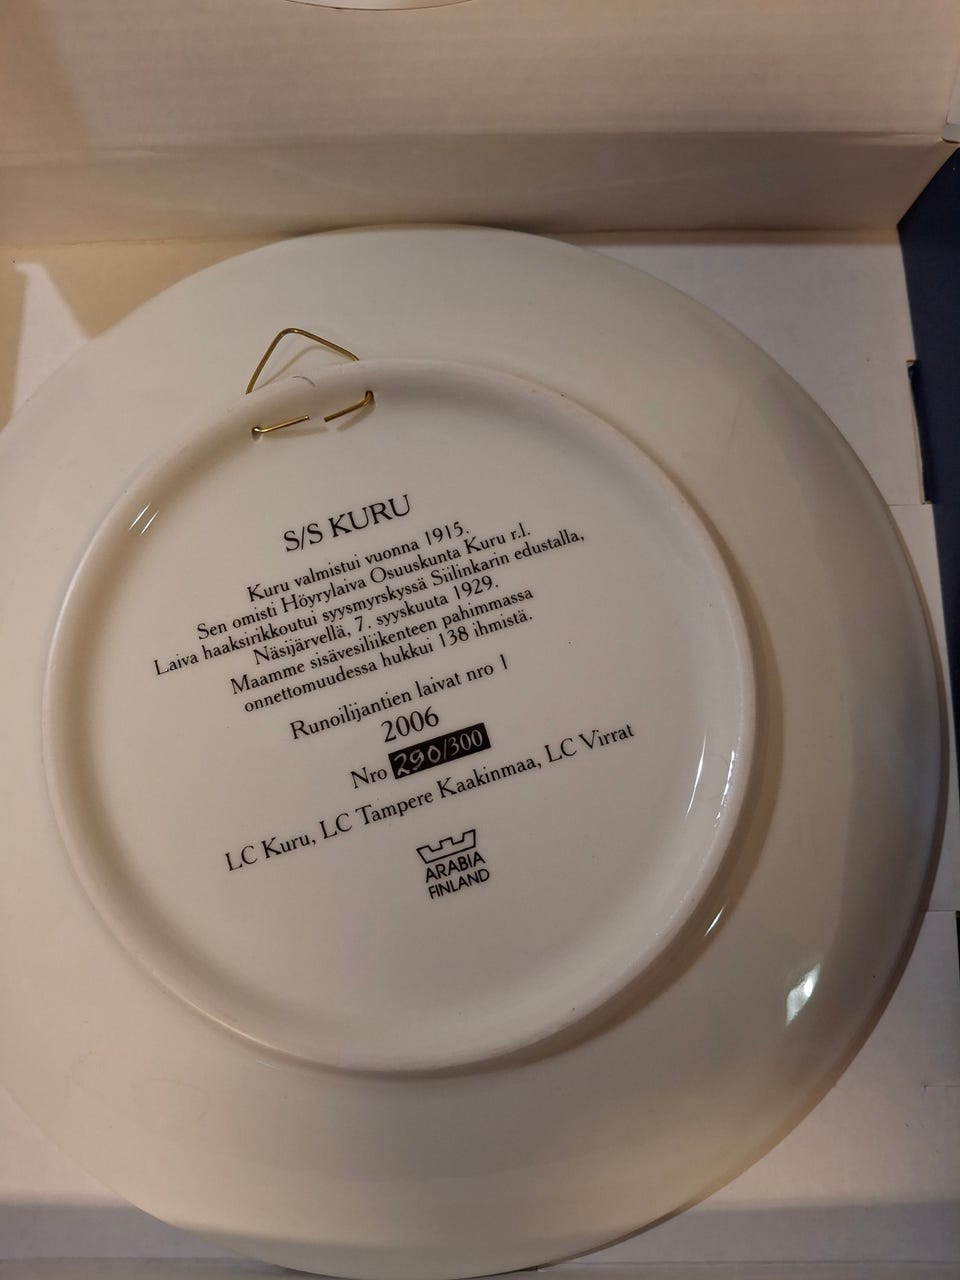 S/S KURU
Kuru valmistui vuonna 1915.
Sen omisti Höyrylaiva Osuuskunta Kuru r.l.
Laiva haaksirikkoutui syysmyrskyssä Siilinkarin edustalla,
Näsijärvellä, 7. syyskuuta 1929.
Maamme sisävesiliikenteen pahimmassa
onnettomuudessa hukkui 138 ihmistä.
Runoilijantien laivat nro 1
2006
Nro 290/300
LC Kuru, LC Tampere Kaakinmaa, LC Virrat
ARABIA
FINLAND